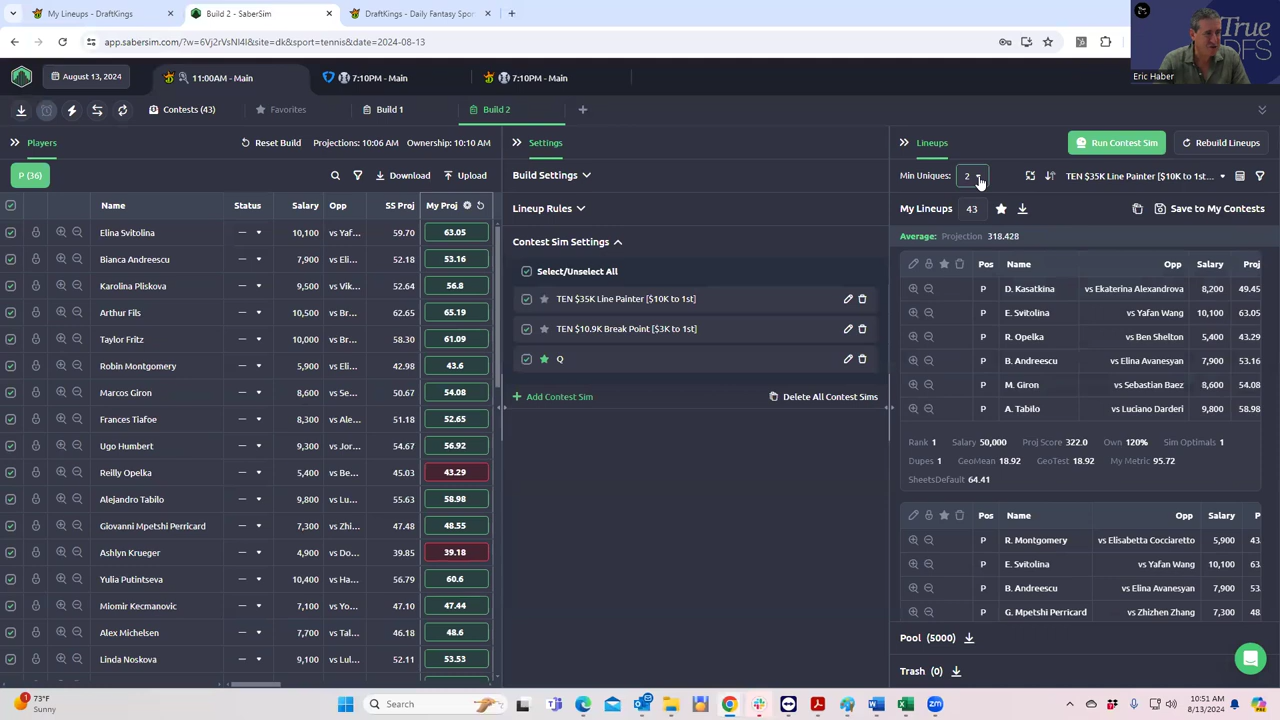 My Lineups - DraftKings
Build 2 - SaberSim
DraftKings - Daily Fantasy Spo
app.sabersim.com/?w=6Vj2rVsNl4I&site=dk&sport=tennis&date=2024-08-13
True
DFS
Eric Haber
August 13, 2024
11:00AM - Main
7:10PM - Main
7:10PM - Main
Contests (43)
Favorites
Build 1
Build 2
Players
Reset Build
Projections: 10:06 AM
Ownership: 10:10 AM
P (36)
Download
Upload
Name Status Salary Opp SS Proj My Proj
Elina Svitolina — 10,100 vs Yaf... 59.70 63.05
Bianca Andreescu — 7,900 vs Eli... 52.18 53.16
Karolina Pliskova — 9,500 vs Vik... 52.64 56.8
Arthur Fils — 10,500 vs Br... 62.65 65.19
Taylor Fritz — 10,000 vs Br... 58.30 61.09
Robin Montgomery — 5,900 vs Eli... 42.98 43.6
Marcos Giron — 8,600 vs Se... 50.67 54.08
Frances Tiafoe — 8,300 vs Ale... 51.18 52.65
Ugo Humbert — 9,300 vs Jor... 54.67 56.92
Reilly Opelka — 5,400 vs Be... 45.03 43.29
Alejandro Tabilo — 9,800 vs Lu... 55.63 58.98
Giovanni Mpetshi Perricard — 7,300 vs Zhi... 47.48 48.55
Ashlyn Krueger — 4,900 vs Do... 39.85 39.18
Yulia Putintseva — 10,400 vs Ha... 56.79 60.6
Miomir Kecmanovic — 7,100 vs Yo... 47.10 47.44
Alex Michelsen — 7,700 vs Tal... 46.18 48.6
Linda Noskova — 9,100 vs Lul... 52.11 53.53
Settings
Build Settings
Lineup Rules
Contest Sim Settings
Select/Unselect All
TEN $35K Line Painter [$10K to 1st]
TEN $10.9K Break Point [$3K to 1st]
Q
Add Contest Sim
Delete All Contest Sims
Lineups
Run Contest Sim
Rebuild Lineups
Min Uniques: 2
TEN $35K Line Painter [$10K to 1st...
My Lineups 43
Save to My Contests
Average: Projection 318.428
Pos Name Opp Salary Proj
P D. Kasatkina vs Ekaterina Alexandrova 8,200 49.45
P E. Svitolina vs Yafan Wang 10,100 63.05
P R. Opelka vs Ben Shelton 5,400 43.29
P B. Andreescu vs Elina Avanesyan 7,900 53.16
P M. Giron vs Sebastian Baez 8,600 54.08
P A. Tabilo vs Luciano Darderi 9,800 58.98
Rank 1 Salary 50,000 Proj Score 322.0 Own 120% Sim Optimals 1
Dupes 1 GeoMean 18.92 GeoTest 18.92 My Metric 95.72
SheetsDefault 64.41
Pos Name Opp Salary P
P R. Montgomery vs Elisabetta Cocciaretto 5,900 43.
P E. Svitolina vs Yafan Wang 10,100 63.
P B. Andreescu vs Elina Avanesyan 7,900 53.
P G. Mpetshi Perricard vs Zhizhen Zhang 7,300 48.
Pool (5000)
Trash (0)
73°F
Sunny
Search
10:51 AM
8/13/2024